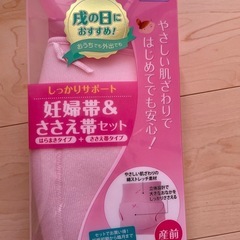 戌の日に
おすすめ!
おうちでも外出でも
やさしい肌ざわりで
はじめてでも安心!
しっかりサポート
妊婦帯&
ささえ帯セット
はらまきタイプ + ささえ帯タイプ
やさしい肌ざわりの
綿ストレッチ素材
産前